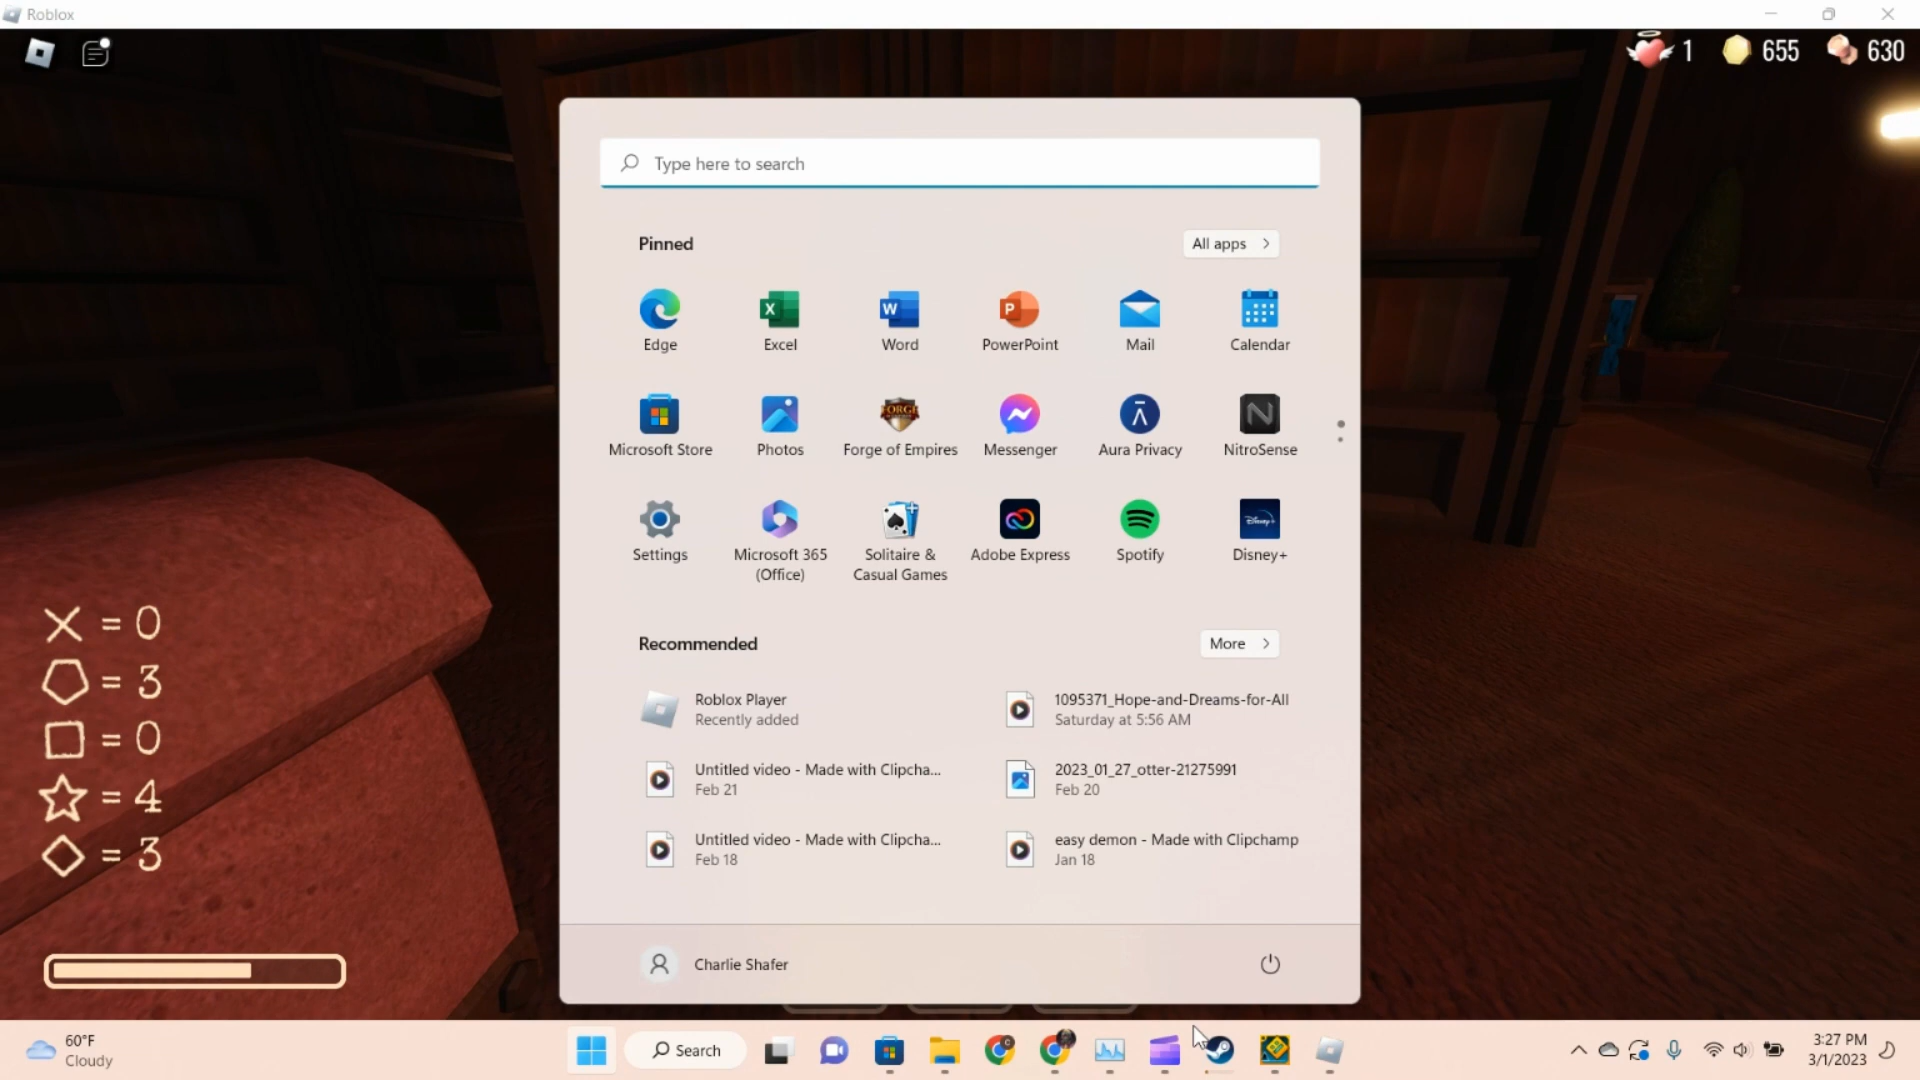 Roblox
1
655
630
Type here to search
Pinned
All apps
Edge
Excel
Word
PowerPoint
Mail
Calendar
Microsoft Store
Photos
Forge of Empires
Messenger
Aura Privacy
NitroSense
Settings
Microsoft 365
(Office)
Solitaire &
Casual Games
Adobe Express
Spotify
Disney+
Recommended
More
Roblox Player
Recently added
1095371_Hope-and-Dreams-for-All
Saturday at 5:56 AM
Untitled video - Made with Clipcha...
Feb 21
2023_01_27_otter-21275991
Feb 20
Untitled video - Made with Clipcha...
Feb 18
easy demon - Made with Clipchamp
Jan 18
= 0
= 3
= 0
= 4
= 3
Charlie Shafer
60°F
Cloudy
Search
3:27 PM
3/1/2023